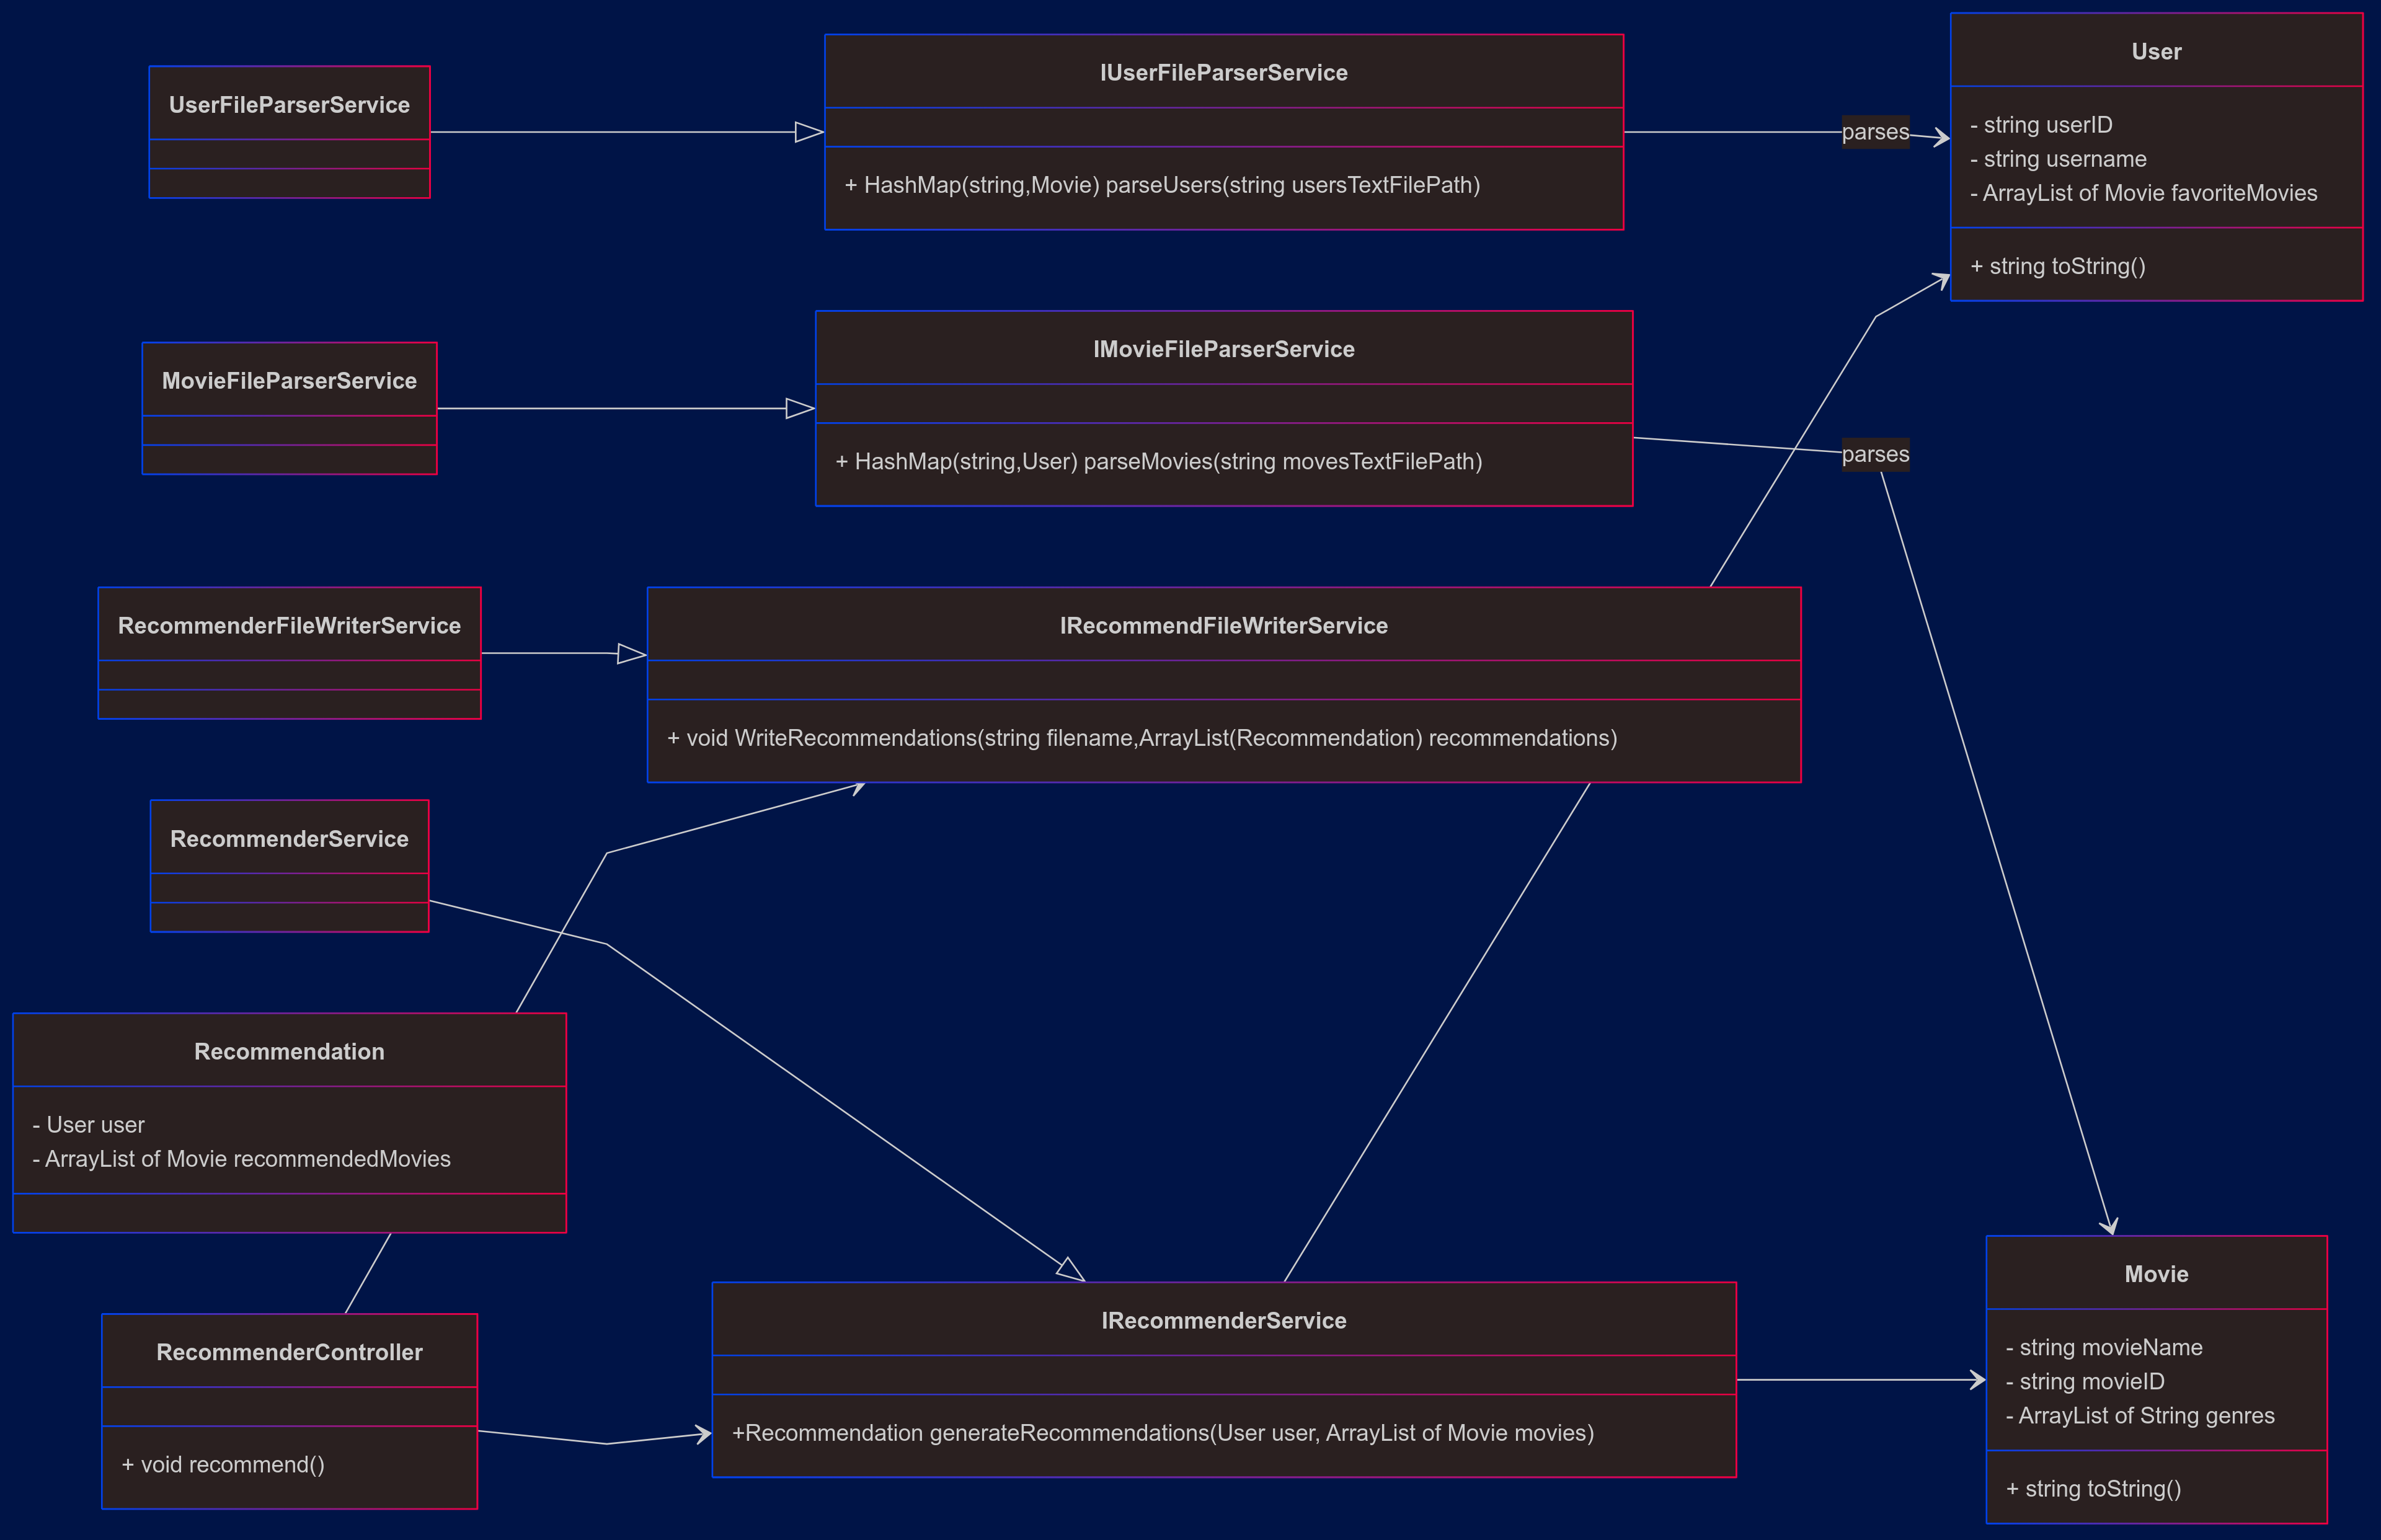 UserFileParserService
IUserFileParserService
+ HashMap(string,Movie) parseUsers(string usersTextFilePath)
parses
User
- string userID
- string username
- ArrayList of Movie favoriteMovies
+ string toString()
MovieFileParserService
IMovieFileParserService
+ HashMap(string,User) parseMovies(string movesTextFilePath)
parses
RecommenderFileWriterService
IRecommendFileWriterService
+ void WriteRecommendations(string filename,ArrayList(Recommendation) recommendations)
RecommenderService
Recommendation
- User user
- ArrayList of Movie recommendedMovies
RecommenderController
+ void recommend()
IRecommenderService
+Recommendation generateRecommendations(User user, ArrayList of Movie movies)
Movie
- string movieName
- string movieID
- ArrayList of String genres
+ string toString()